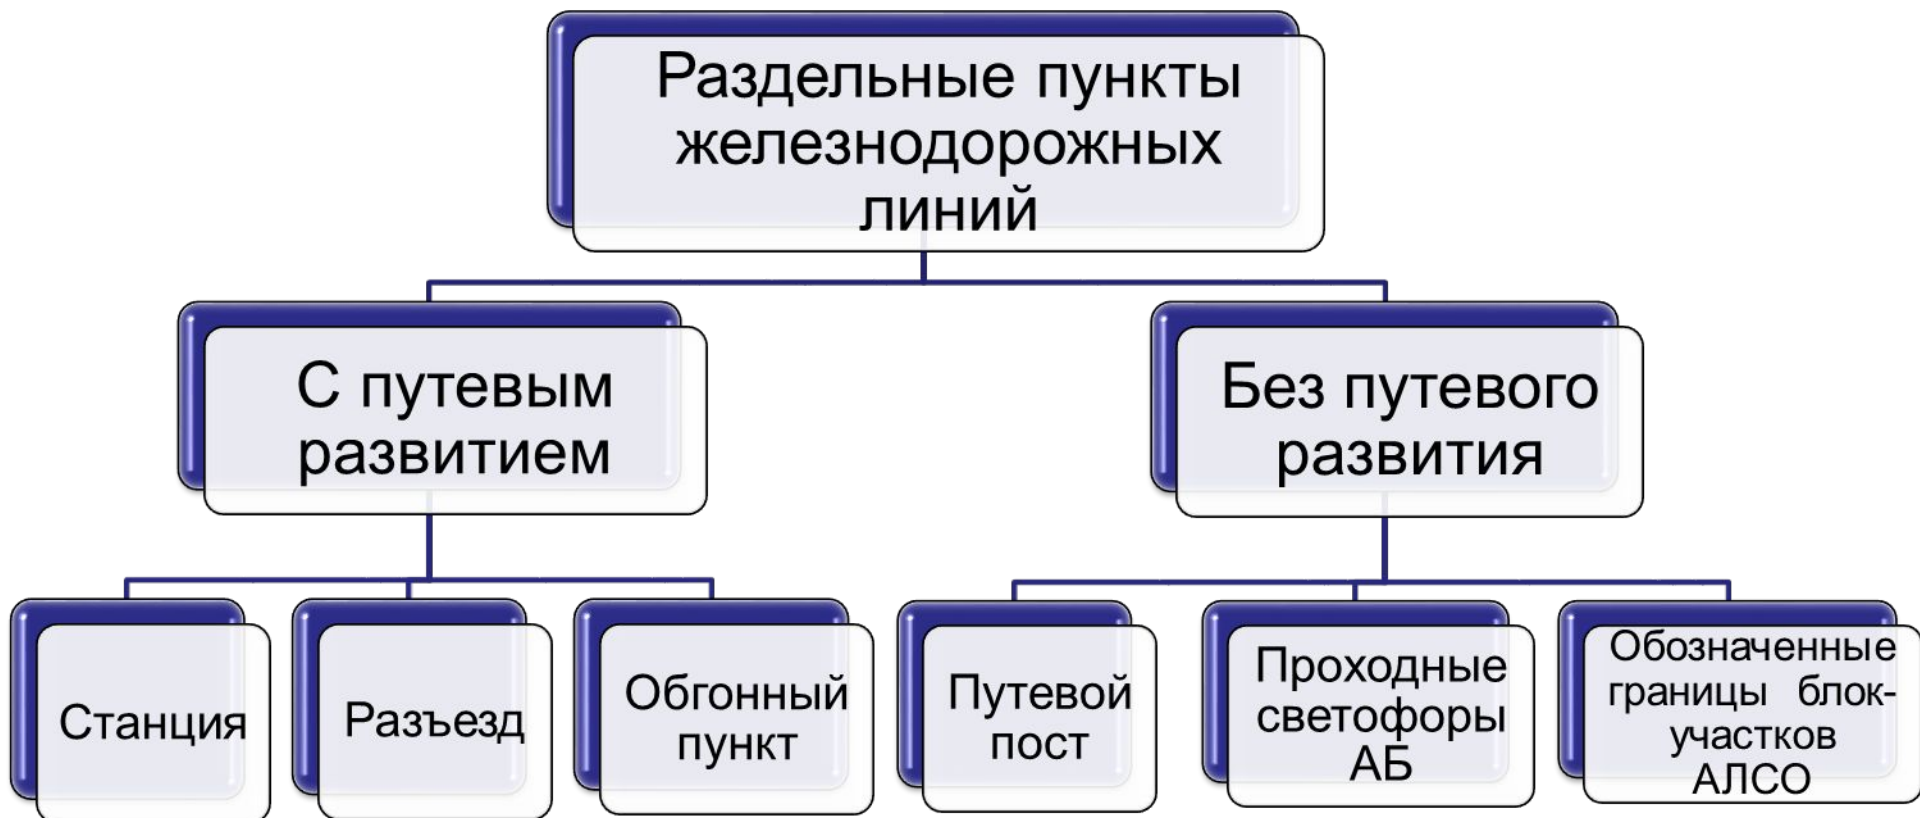 Раздельные пункты
железнодорожных
линий
С путевым
развитием
Без путевого
развития
Станция
Разъезд
Обгонный
пункт
Путевой
пост
Проходные
светофоры
АБ
Обозначенные
границы блок-
участков
АЛСО